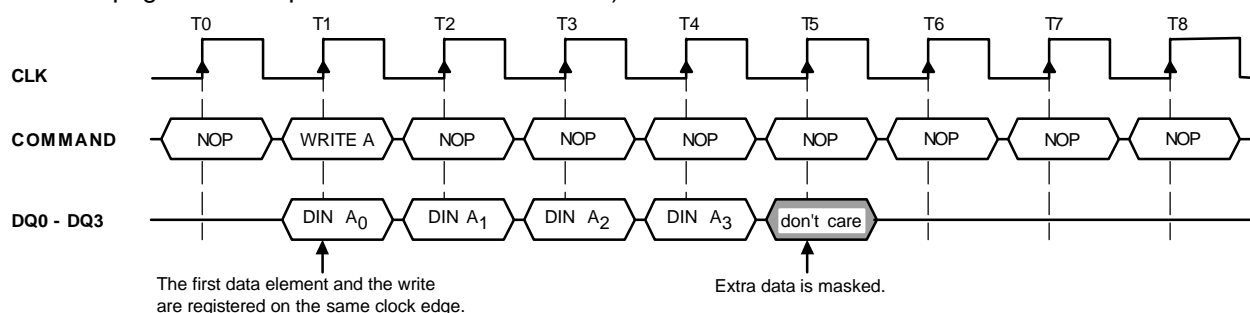 T0 T1 T2 T3 T4 T5 T6 T7 T8
CLK
COMMAND NOP WRITE A NOP NOP NOP NOP NOP NOP NOP
DQ0 - DQ3 DIN A0 DIN A1 DIN A2 DIN A3 don't care
The first data element and the write
are registered on the same clock edge.
Extra data is masked.